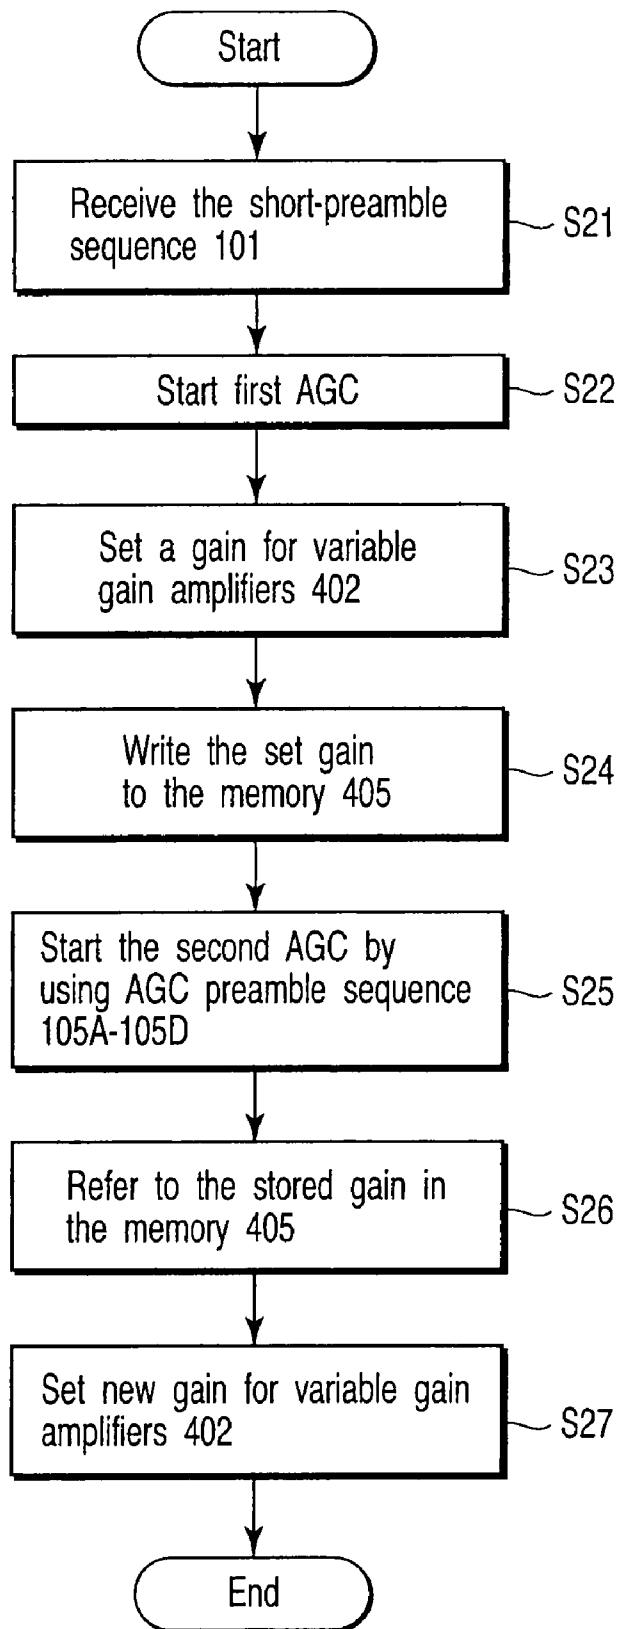 Start
Receive the short-preamble
sequence 101
S21
Start first AGC
S22
Set a gain for variable
gain amplifiers 402
S23
Write the set gain
to the memory 405
S24
Start the second AGC by
using AGC preamble sequence
105A-105D
S25
Refer to the stored gain in
the memory 405
S26
Set new gain for variable gain
amplifiers 402
S27
End